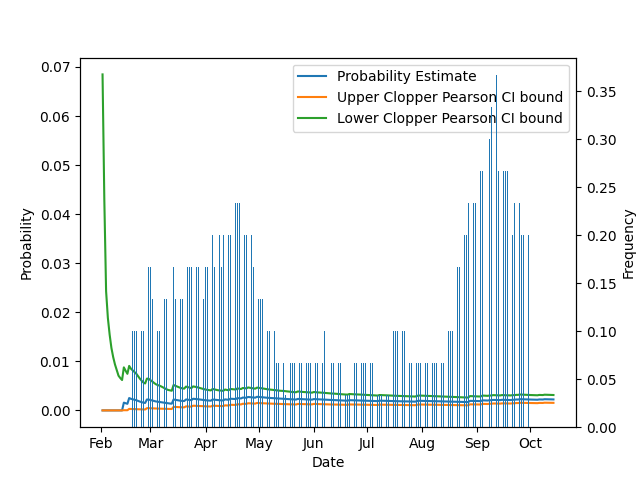 Probability Estimate
Upper Clopper Pearson CI bound
Lower Clopper Pearson CI bound
0.07
0.06
0.05
0.04
0.03
0.02
0.01
0.00
Probability
0.35
0.30
0.25
0.20
0.15
0.10
0.05
0.00
Frequency
Feb Mar Apr May Jun Jul Aug Sep Oct
Date